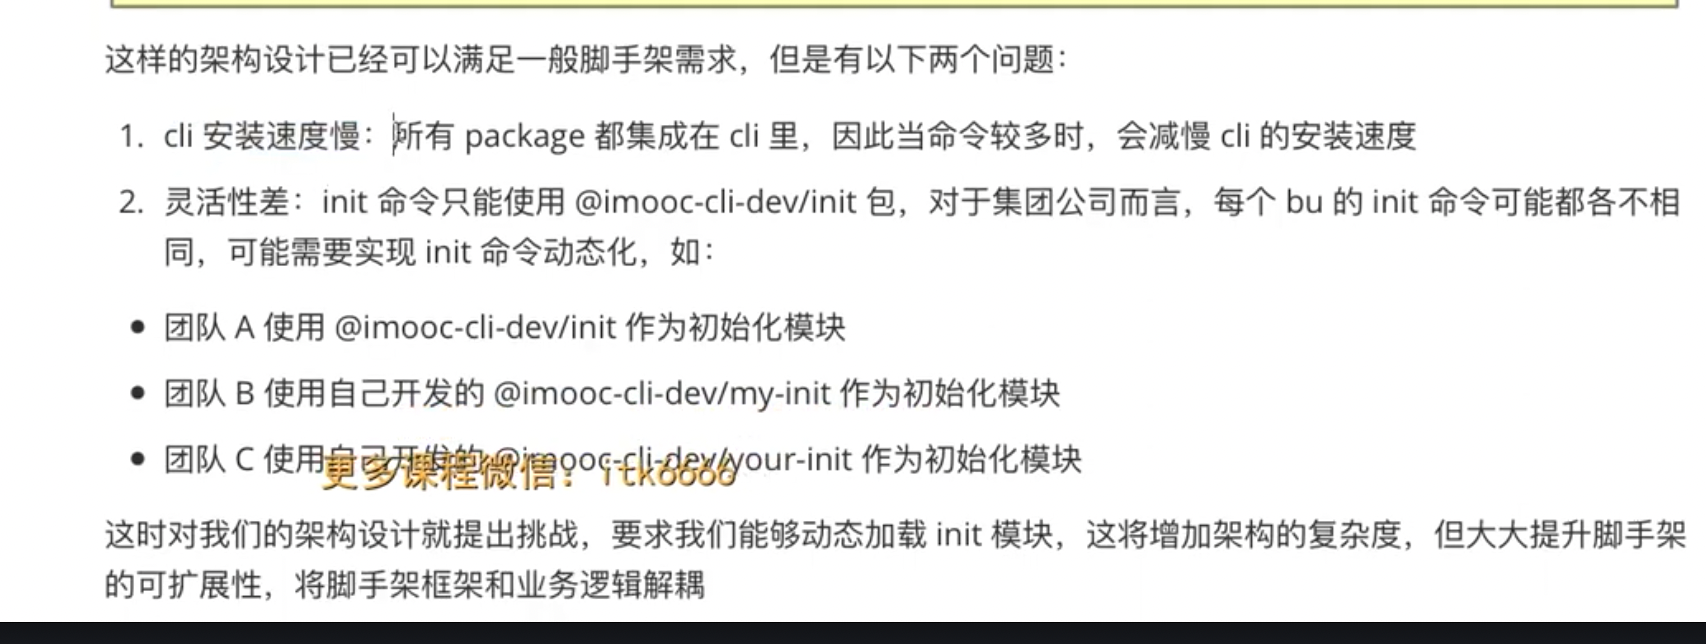 这样的架构设计已经可以满足一般脚手架需求，但是有以下两个问题：
1. cli 安装速度慢：所有 package 都集成在 cli 里，因此当命令较多时，会减慢 cli 的安装速度
2. 灵活性差：init 命令只能使用 @imooc-cli-dev/init 包，对于集团公司而言，每个 bu 的 init 命令可能都各不相
同，可能需要实现 init 命令动态化，如：
● 团队 A 使用 @imooc-cli-dev/init 作为初始化模块
● 团队 B 使用自己开发的 @imooc-cli-dev/my-init 作为初始化模块
● 团队 C 使用自己开发的 @imooc-cli-dev/your-init 作为初始化模块
更多课程微信：itk6666
这时对我们的架构设计就提出挑战，要求我们能够动态加载 init 模块，这将增加架构的复杂度，但大大提升脚手架
的可扩展性，将脚手架框架和业务逻辑解耦